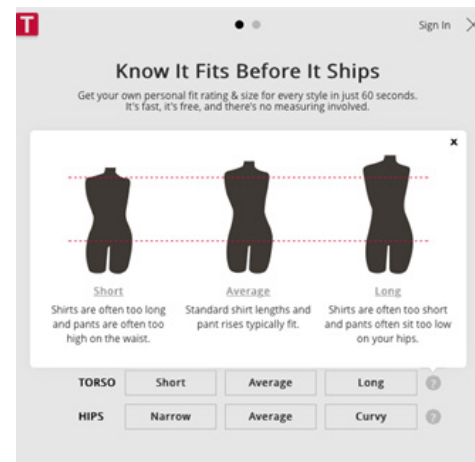 T
Sign In
Know It Fits Before It Ships
Get your own personal fit rating & size for every style in just 60 seconds.
It's fast, it's free, and there's no measuring involved.
x
Short
Shirts are often too long
and pants are often too
high on the waist.
Average
Standard shirt lengths and
pant rises typically fit.
Long
Shirts are often too short
and pants often sit too low
on your hips.
TORSO Short Average Long ?
HIPS Narrow Average Curvy ?